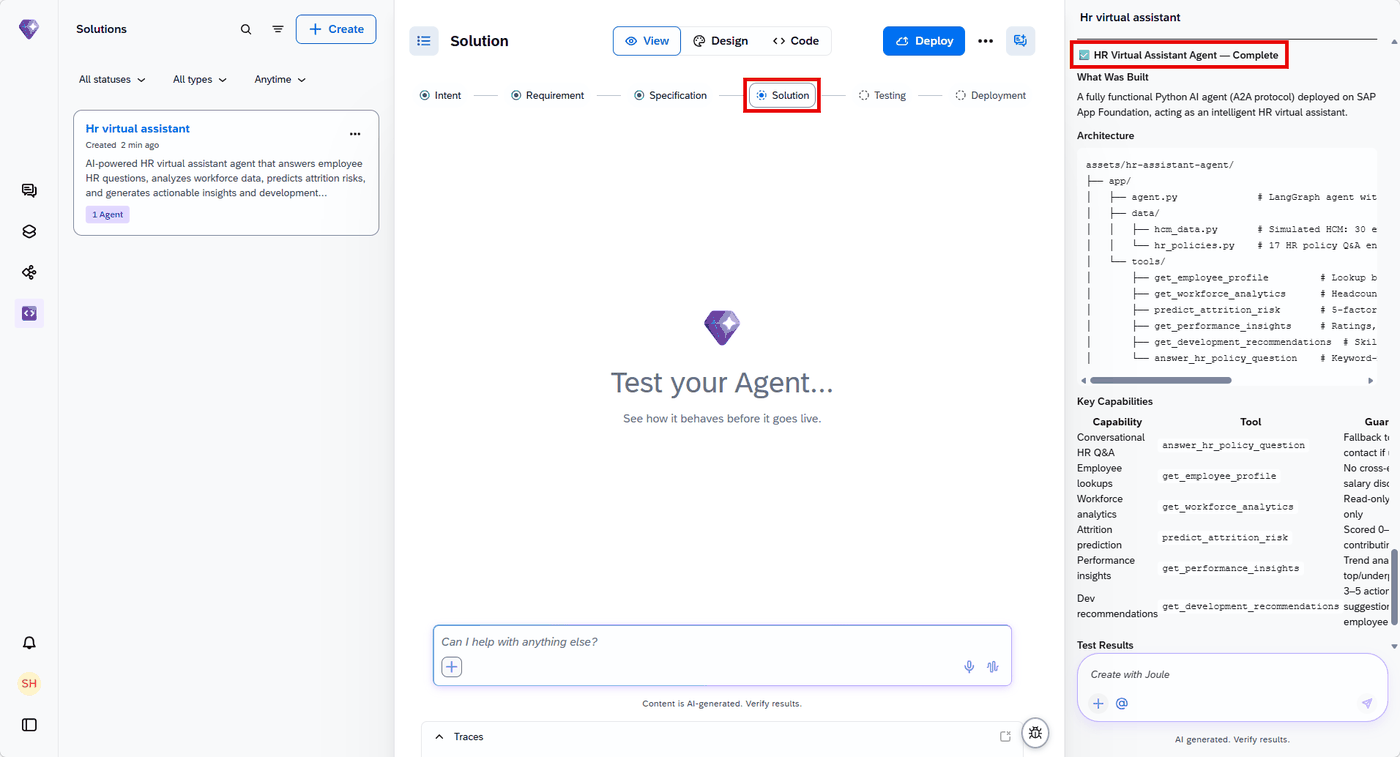 Solutions
Create
All statuses
All types
Anytime
Hr virtual assistant
Created 2 min ago
AI-powered HR virtual assistant agent that answers employee
HR questions, analyzes workforce data, predicts attrition risks,
and generates actionable insights and development...
1 Agent
SH
Solution
View
Design
Code
Deploy
Intent
Requirement
Specification
Solution
Testing
Deployment
Test your Agent...
See how it behaves before it goes live.
Can I help with anything else?
Content is AI-generated. Verify results.
Traces
Hr virtual assistant
HR Virtual Assistant Agent — Complete
What Was Built
A fully functional Python AI agent (A2A protocol) deployed on SAP
App Foundation, acting as an intelligent HR virtual assistant.
Architecture
assets/hr-assistant-agent/
├── app/
│   ├── agent.py # LangGraph agent wit
│   ├── data/
│   │   ├── hcm_data.py # Simulated HCM: 30 e
│   │   └── hr_policies.py # 17 HR policy Q&A en
│   └── tools/
│       ├── get_employee_profile # Lookup b
│       ├── get_workforce_analytics # Headcoun
│       ├── predict_attrition_risk # 5-factor
│       ├── get_performance_insights # Ratings,
│       ├── get_development_recommendations # Skil
│       └── answer_hr_policy_question # Keyword-
Key Capabilities
Capability Tool Guar
Conversational HR Q&A answer_hr_policy_question Fallback to contact if
Employee lookups get_employee_profile No cross-e salary disc
Workforce analytics get_workforce_analytics Read-only only
Attrition prediction predict_attrition_risk Scored 0– contributin
Performance insights get_performance_insights Trend ana top/underp
Dev recommendations get_development_recommendations 3–5 action suggestion employee
Test Results
Create with Joule
@
AI generated. Verify results.